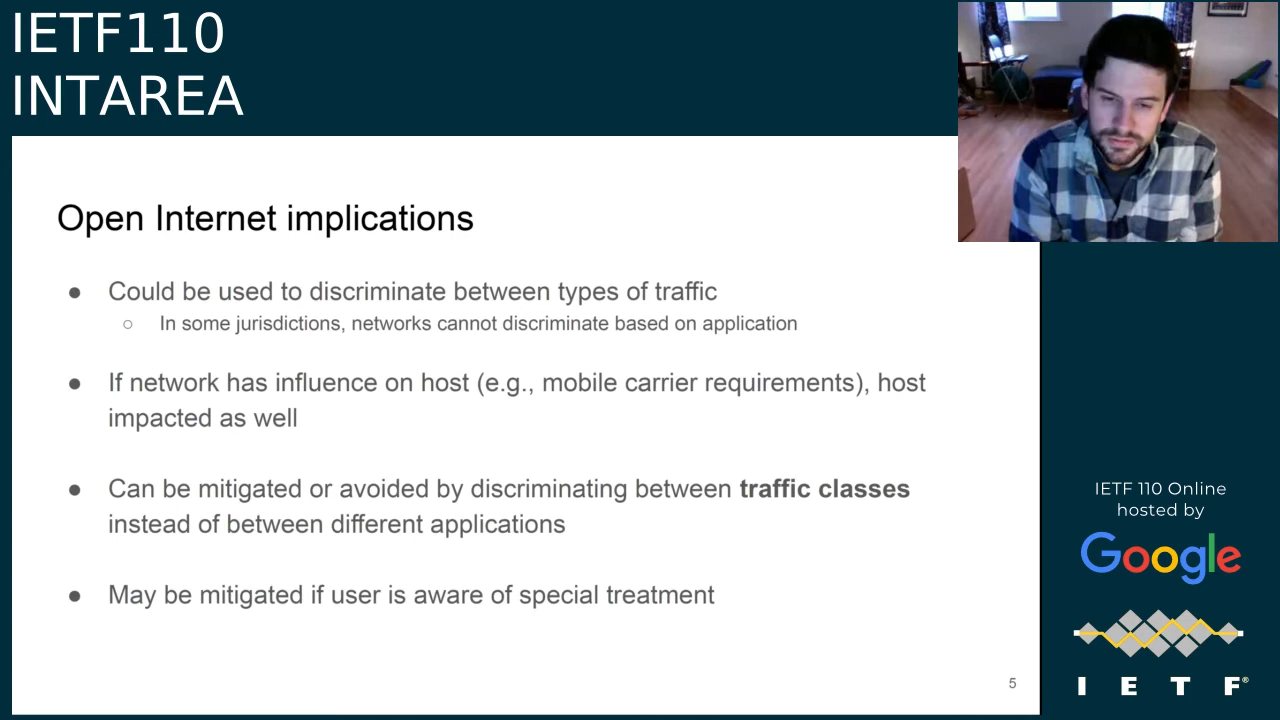 IETF110
INTAREA
Open Internet implications
● Could be used to discriminate between types of traffic
○ In some jurisdictions, networks cannot discriminate based on application
● If network has influence on host (e.g., mobile carrier requirements), host
impacted as well
● Can be mitigated or avoided by discriminating between traffic classes
instead of between different applications
● May be mitigated if user is aware of special treatment
5
IETF 110 Online
hosted by
Google
I E T F®